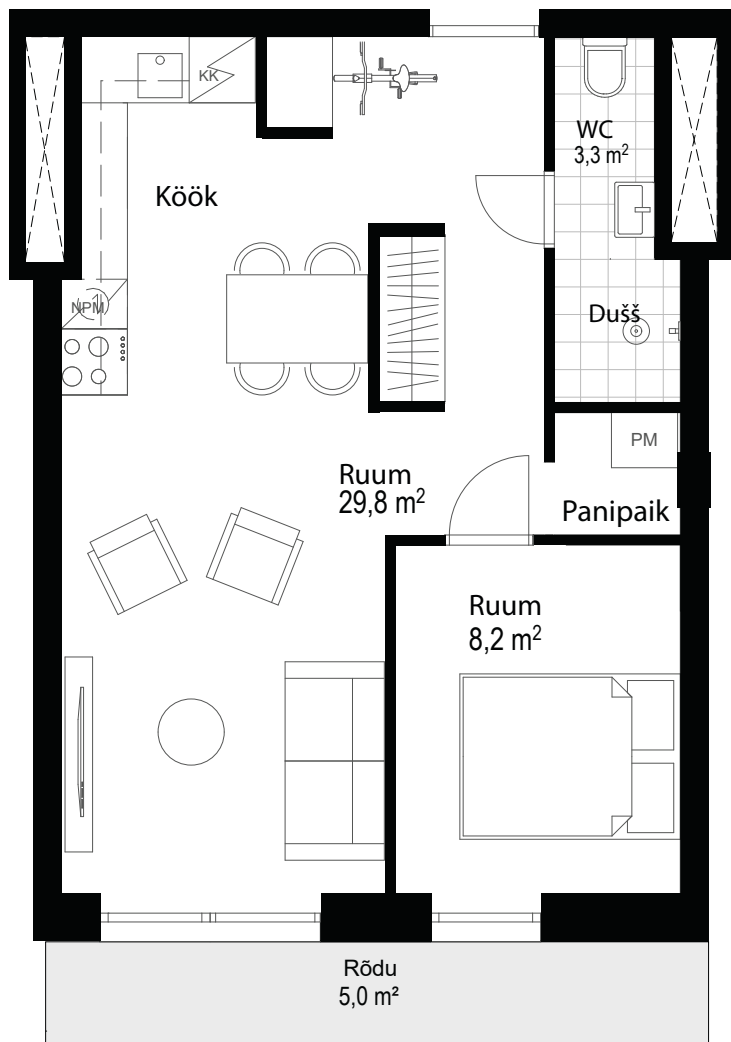 KK
WC
3,3 m²
Köök
NPM
Dušš
PM
Ruum
29,8 m²
Panipaik
Ruum
8,2 m²
Rõdu
5,0 m²